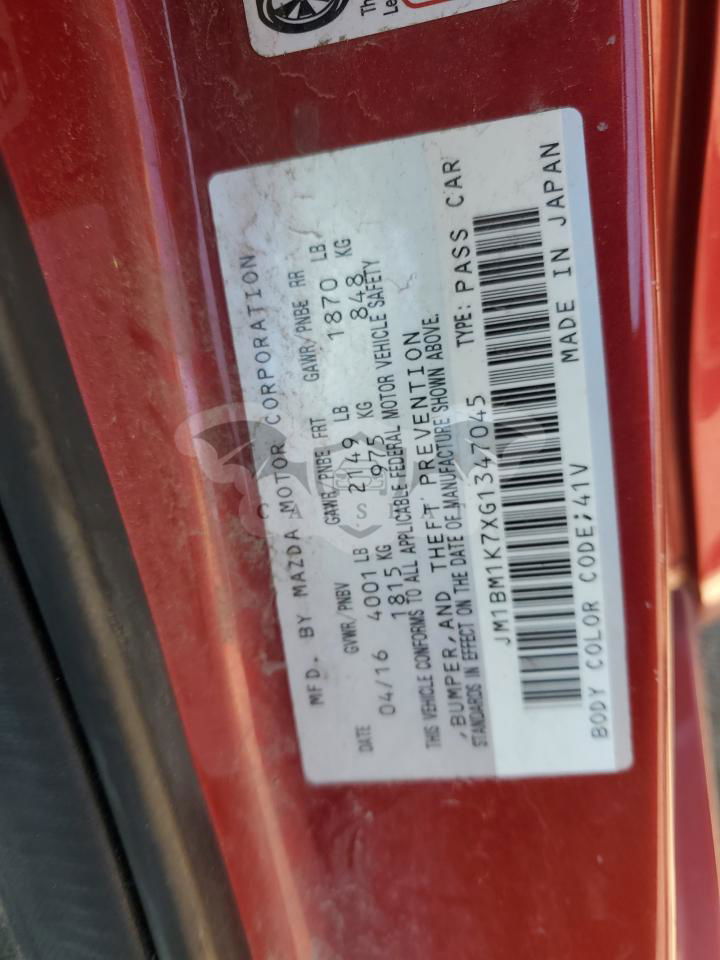 Th
Le
MFD. BY MAZDA MOTOR CORPORATION
GVWR/PNBV GAWR/PNBE FRT GAWR/PNBE RR
DATE 04/16 4001 LB 2149 LB 1870 LB
1815 KG 975 KG 848 KG
THIS VEHICLE CONFORMS TO ALL APPLICABLE FEDERAL MOTOR VEHICLE SAFETY
,BUMPER,AND THEFT PREVENTION
STANDARDS IN EFFECT ON THE DATE OF MANUFACTURE SHOWN ABOVE.
JM1BM1K7XG1347045 TYPE: PASS CAR
BODY COLOR CODE;41V MADE IN JAPAN